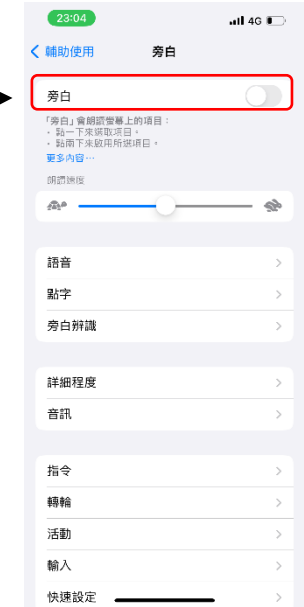 23:04
4G
輔助使用
旁白
旁白
「旁白」會朗讀螢幕上的項目：
• 點一下來選取項目。
• 點兩下來啟用所選項目。
更多內容⋯
朗讀速度
語音
點字
旁白辨識
詳細程度
音訊
指令
轉輪
活動
輸入
快速設定